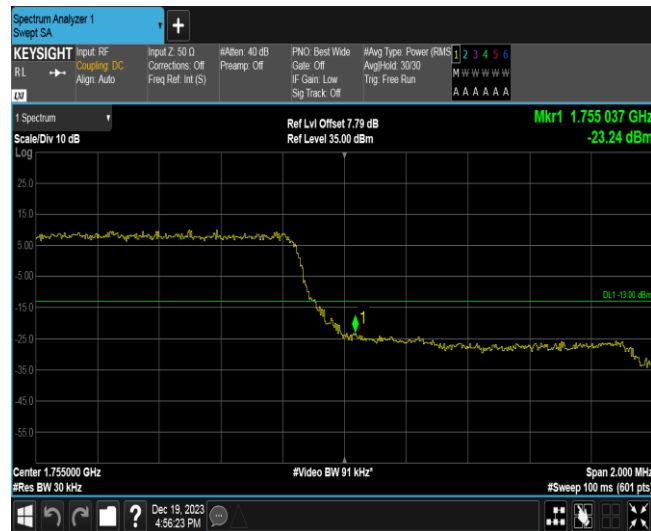 Spectrum Analyzer 1
Swept SA
+
KEYSIGHT
RL
LXI
Input: RF
Coupling: DC
Align: Auto
Input Z: 50 Ω
Corrections: Off
Freq Ref: Int (S)
#Atten: 40 dB
Preamp: Off
PNO: Best Wide
Gate: Off
IF Gain: Low
Sig Track: Off
#Avg Type: Power (RMS
Avg|Hold: 30/30
Trig: Free Run
1 2 3 4 5 6
M W W W W W
A A A A A A
1 Spectrum
Scale/Div 10 dB
Log
Ref Lvl Offset 7.79 dB
Ref Level 35.00 dBm
Mkr1 1.755 037 GHz
-23.24 dBm
25.0
15.0
5.00
-5.00
DL1 -13.00 dBm
-15.0
1
-25.0
-35.0
-45.0
-55.0
Center 1.755000 GHz
#Res BW 30 kHz
#Video BW 91 kHz*
Span 2.000 MHz
#Sweep 100 ms (601 pts)
?
Dec 19, 2023
4:56:23 PM